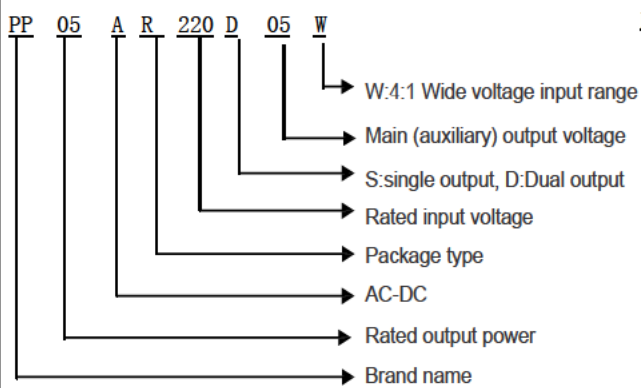 PP 05 A R 220 D 05 W
W:4:1 Wide voltage input range
Main (auxiliary) output voltage
S:single output, D:Dual output
Rated input voltage
Package type
AC-DC
Rated output power
Brand name